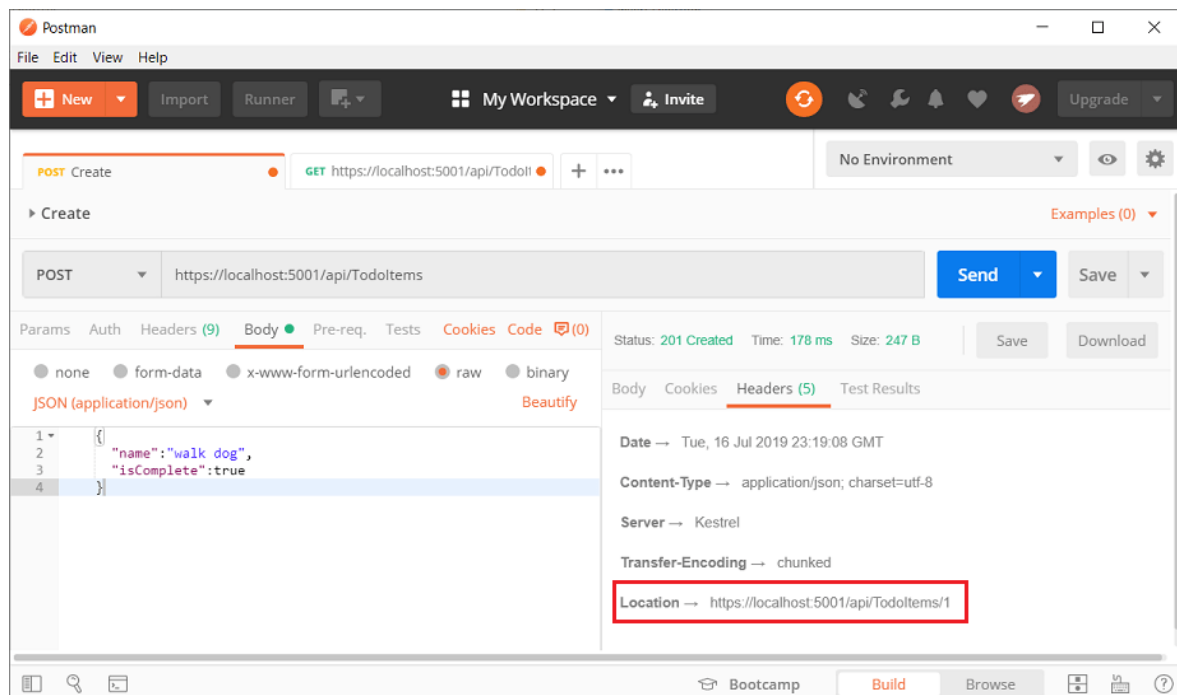 Postman
File Edit View Help
New Import Runner My Workspace Invite Upgrade
POST Create GET https://localhost:5001/api/TodoIt No Environment
Create Examples (0)
POST https://localhost:5001/api/TodoItems Send Save
Params Auth Headers (9) Body Pre-req. Tests Cookies Code (0)
none form-data x-www-form-urlencoded raw binary
JSON (application/json) Beautify
1 {
2 "name":"walk dog",
3 "isComplete":true
4 }
Status: 201 Created Time: 178 ms Size: 247 B Save Download
Body Cookies Headers (5) Test Results
Date → Tue, 16 Jul 2019 23:19:08 GMT
Content-Type → application/json; charset=utf-8
Server → Kestrel
Transfer-Encoding → chunked
Location → https://localhost:5001/api/TodoItems/1
Bootcamp Build Browse